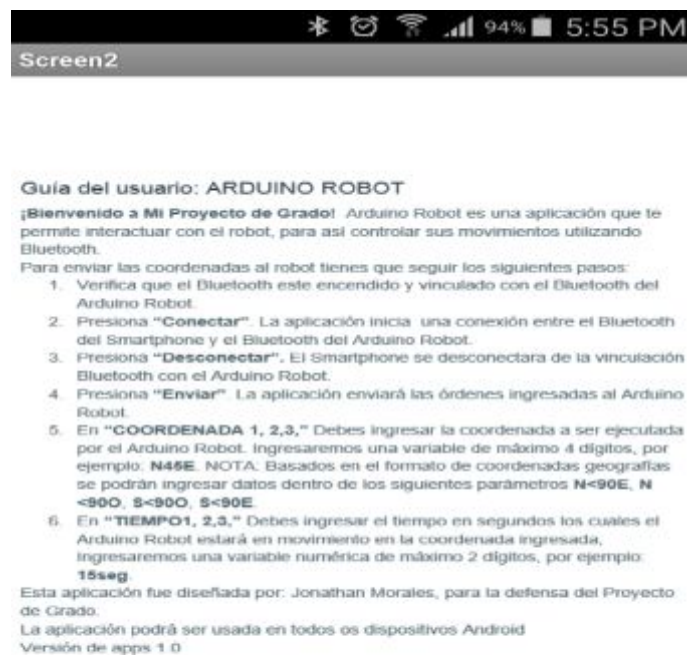 94% 5:55 PM
Screen2
Guía del usuario: ARDUINO ROBOT
¡Bienvenido a Mi Proyecto de Grado! Arduino Robot es una aplicación que te
permite interactuar con el robot, para así controlar sus movimientos utilizando
Bluetooth.
Para enviar las coordenadas al robot tienes que seguir los siguientes pasos:
1. Verifica que el Bluetooth este encendido y vinculado con el Bluetooth del
Arduino Robot.
2. Presiona “Conectar”. La aplicación inicia una conexión entre el Bluetooth
del Smartphone y el Bluetooth del Arduino Robot.
3. Presiona “Desconectar”. El Smartphone se desconectara de la vinculación
Bluetooth con el Arduino Robot.
4. Presiona “Enviar” La aplicación enviará las órdenes ingresadas al Arduino
Robot.
5. En “COORDENADA 1, 2,3,” Debes ingresar la coordenada a ser ejecutada
por el Arduino Robot. Ingresaremos una variable de máximo 4 dígitos, por
ejemplo: N45E. NOTA: Basados en el formato de coordenadas geografías
se podrán ingresar datos dentro de los siguientes parámetros N<90E, N
<90O, S<90O, S<90E.
6. En “TIEMPO1, 2,3,” Debes ingresar el tiempo en segundos los cuales el
Arduino Robot estará en movimiento en la coordenada ingresada,
Ingresaremos una variable numérica de máximo 2 dígitos, por ejemplo:
15seg.
Esta aplicación fue diseñada por: Jonathan Morales, para la defensa del Proyecto
de Grado.
La aplicación podrá ser usada en todos os dispositivos Android
Versión de apps 1.0